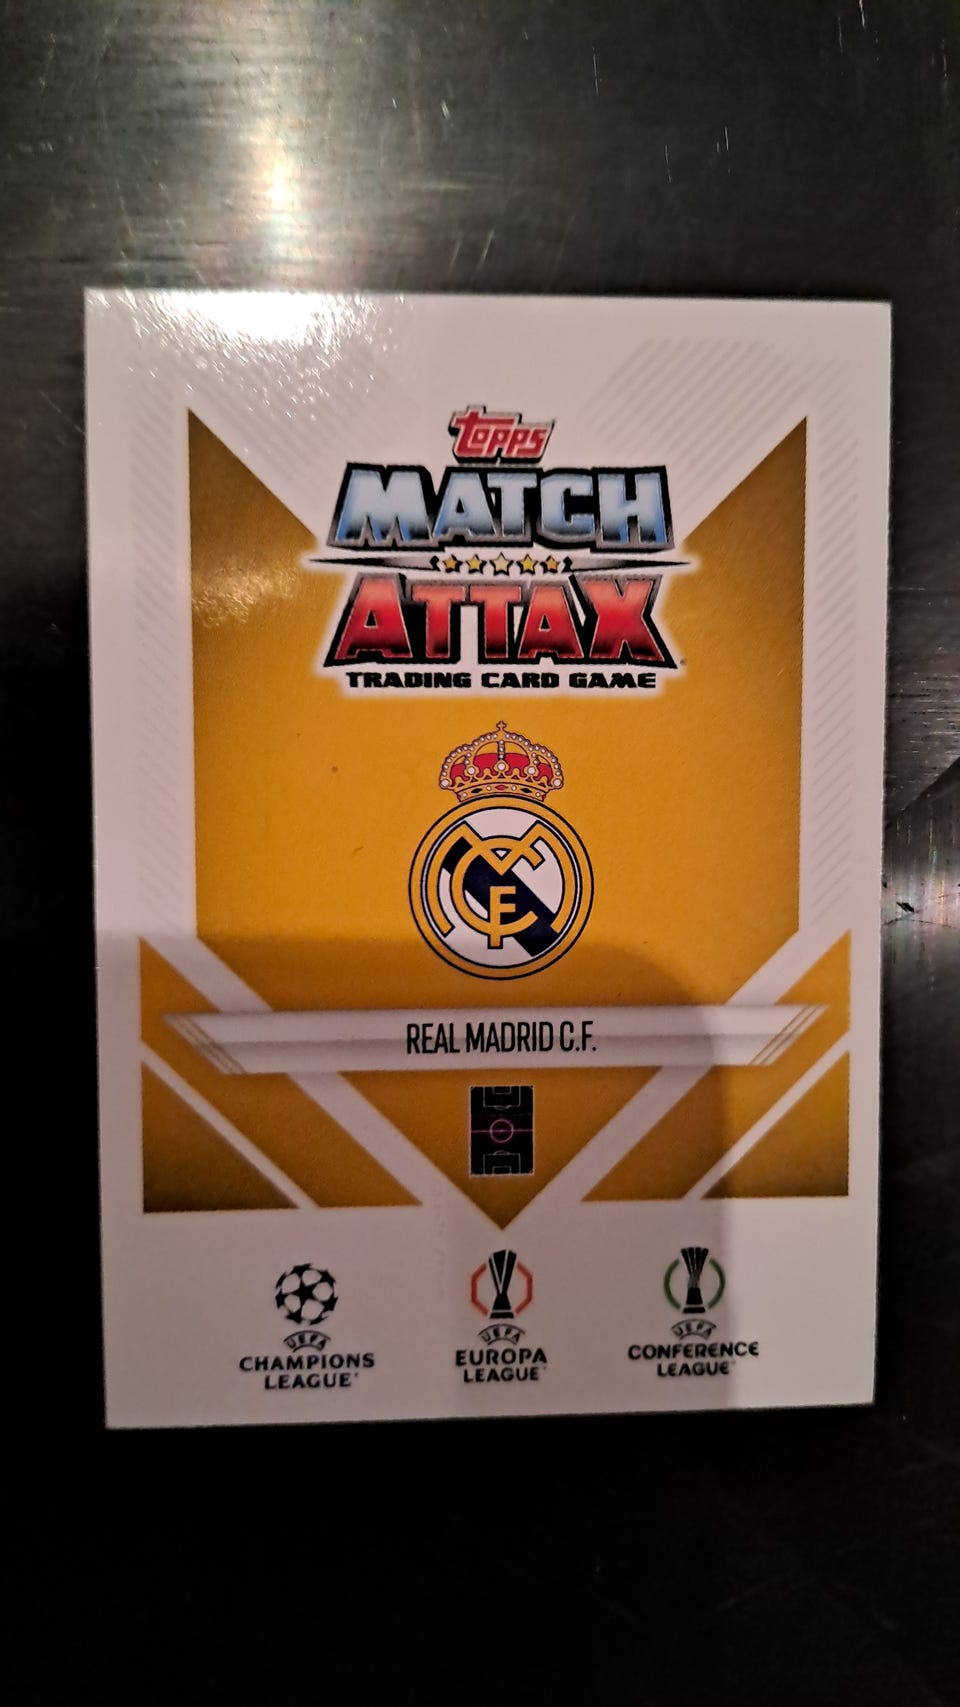 topps
MATCH
ATTAX
TRADING CARD GAME
REAL MADRID C.F.
UEFA
CHAMPIONS
LEAGUE
UEFA
EUROPA
LEAGUE
UEFA
CONFERENCE
LEAGUE